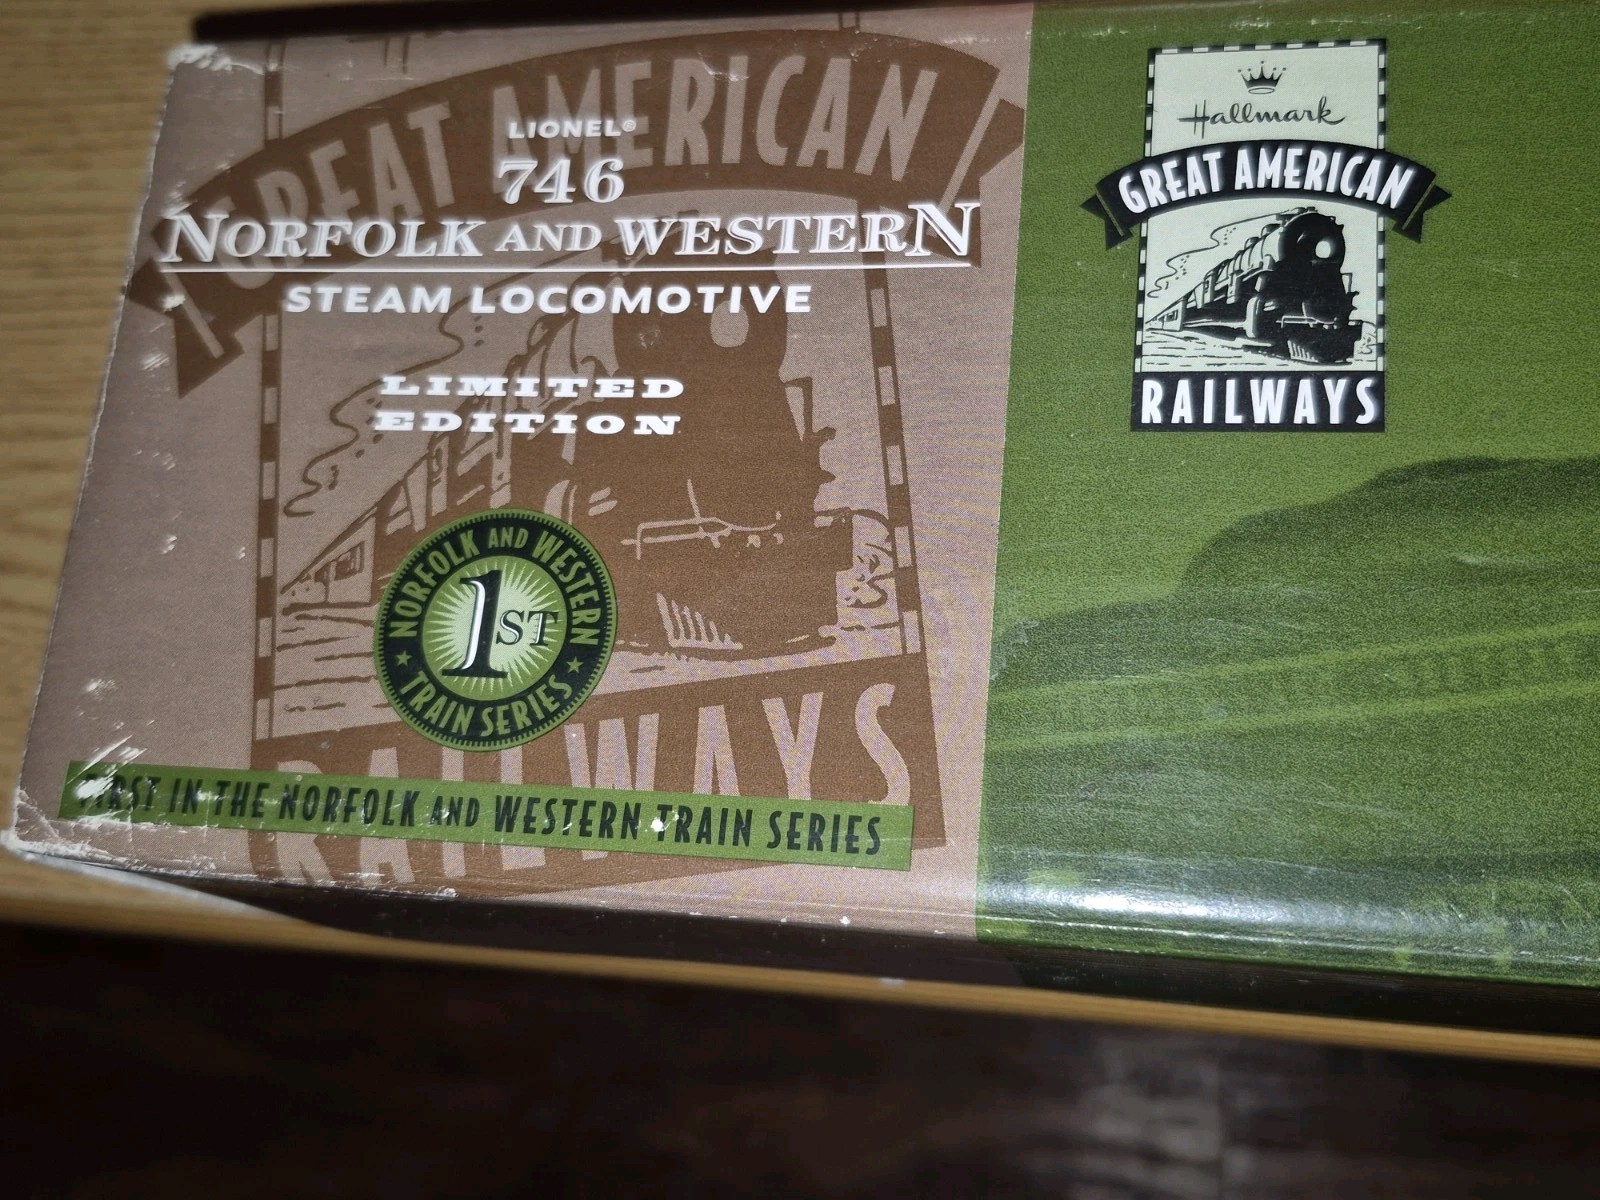 GREAT AMERICAN
LIONEL®
746
NORFOLK AND WESTERN
STEAM LOCOMOTIVE
LIMITED
EDITION
NORFOLK AND WESTERN
1ST
TRAIN SERIES
RAILWAYS
FIRST IN THE NORFOLK AND WESTERN TRAIN SERIES
Hallmark
GREAT AMERICAN
RAILWAYS